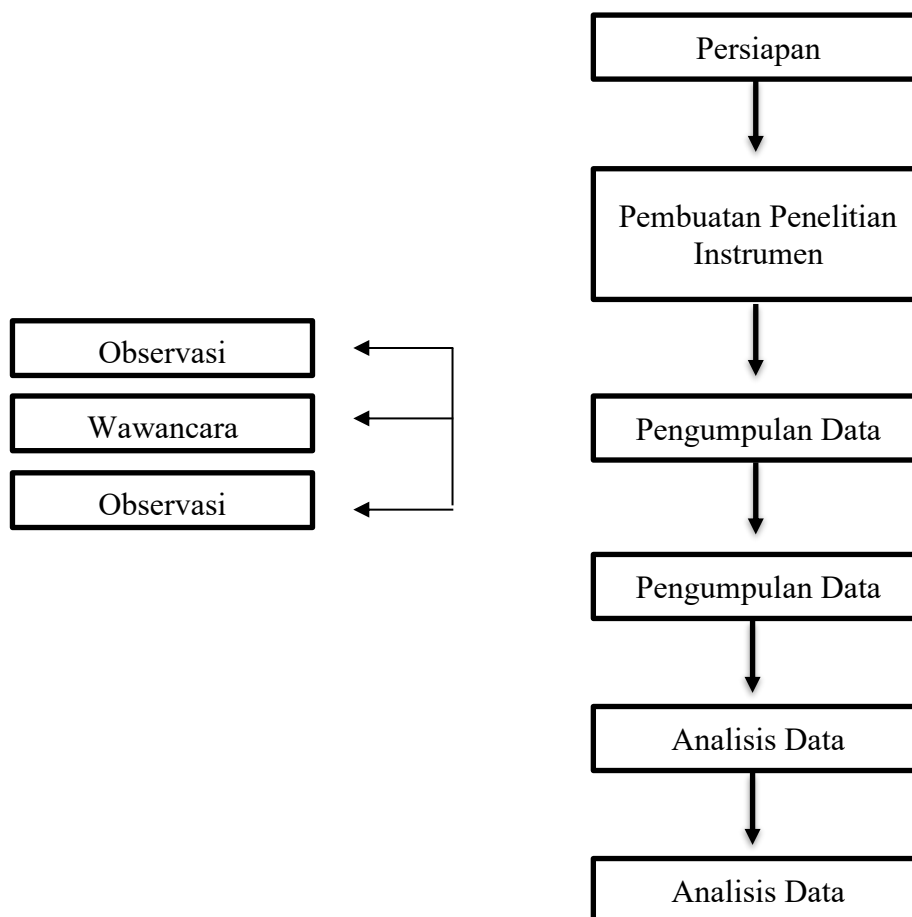 Persiapan
Pembuatan Penelitian
Instrumen
Observasi
Wawancara
Observasi
Pengumpulan Data
Pengumpulan Data
Analisis Data
Analisis Data